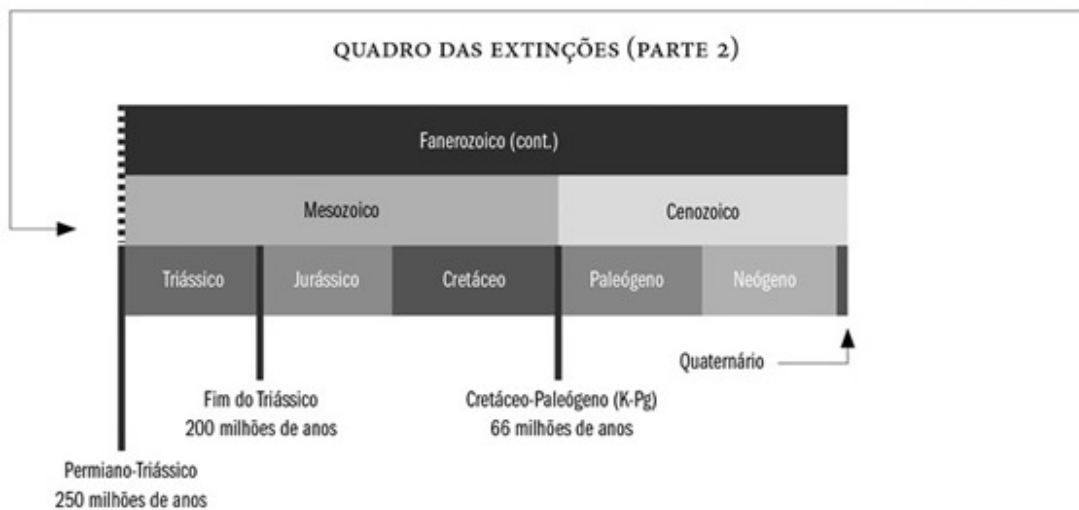 QUADRO DAS EXTINÇÕES (PARTE 2)
Fanerozoico (cont.)
Mesozoico
Cenozoico
Triássico
Jurássico
Cretáceo
Paleógeno
Neógeno
Quaternário
Fim do Triássico
200 milhões de anos
Cretáceo-Paleógeno (K-Pg)
66 milhões de anos
Permiano-Triássico
250 milhões de anos